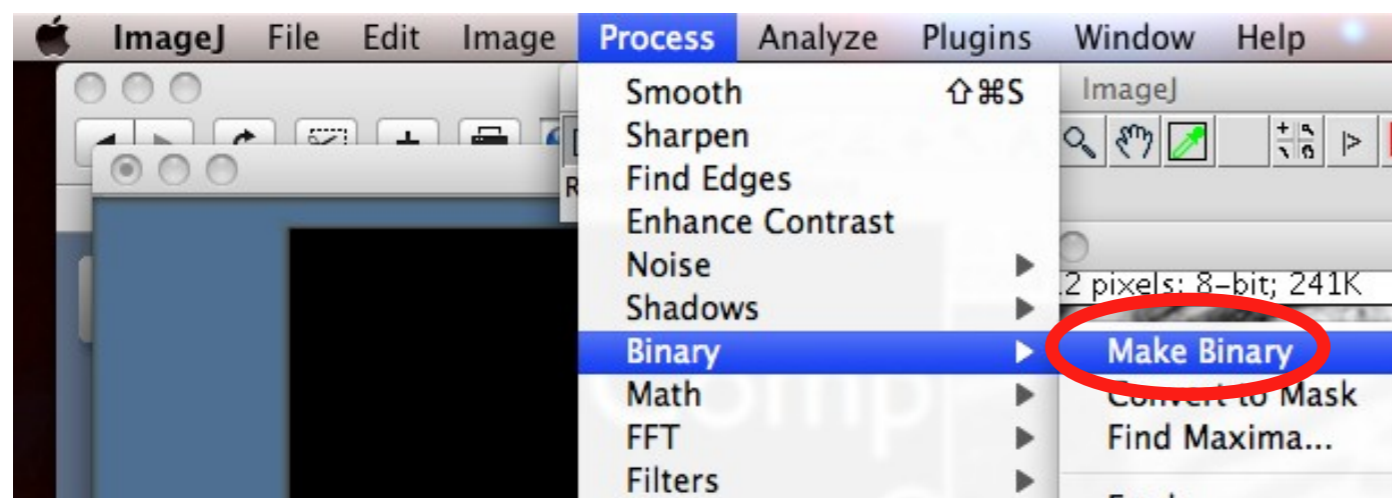 ImageJ File Edit Image Process Analyze Plugins Window Help
Smooth ⇧⌘S
Sharpen
Find Edges
Enhance Contrast
Noise
Shadows
Binary
Math
FFT
Filters
ImageJ
2 pixels; 8-bit; 241K
Make Binary
Convert to Mask
Find Maxima...